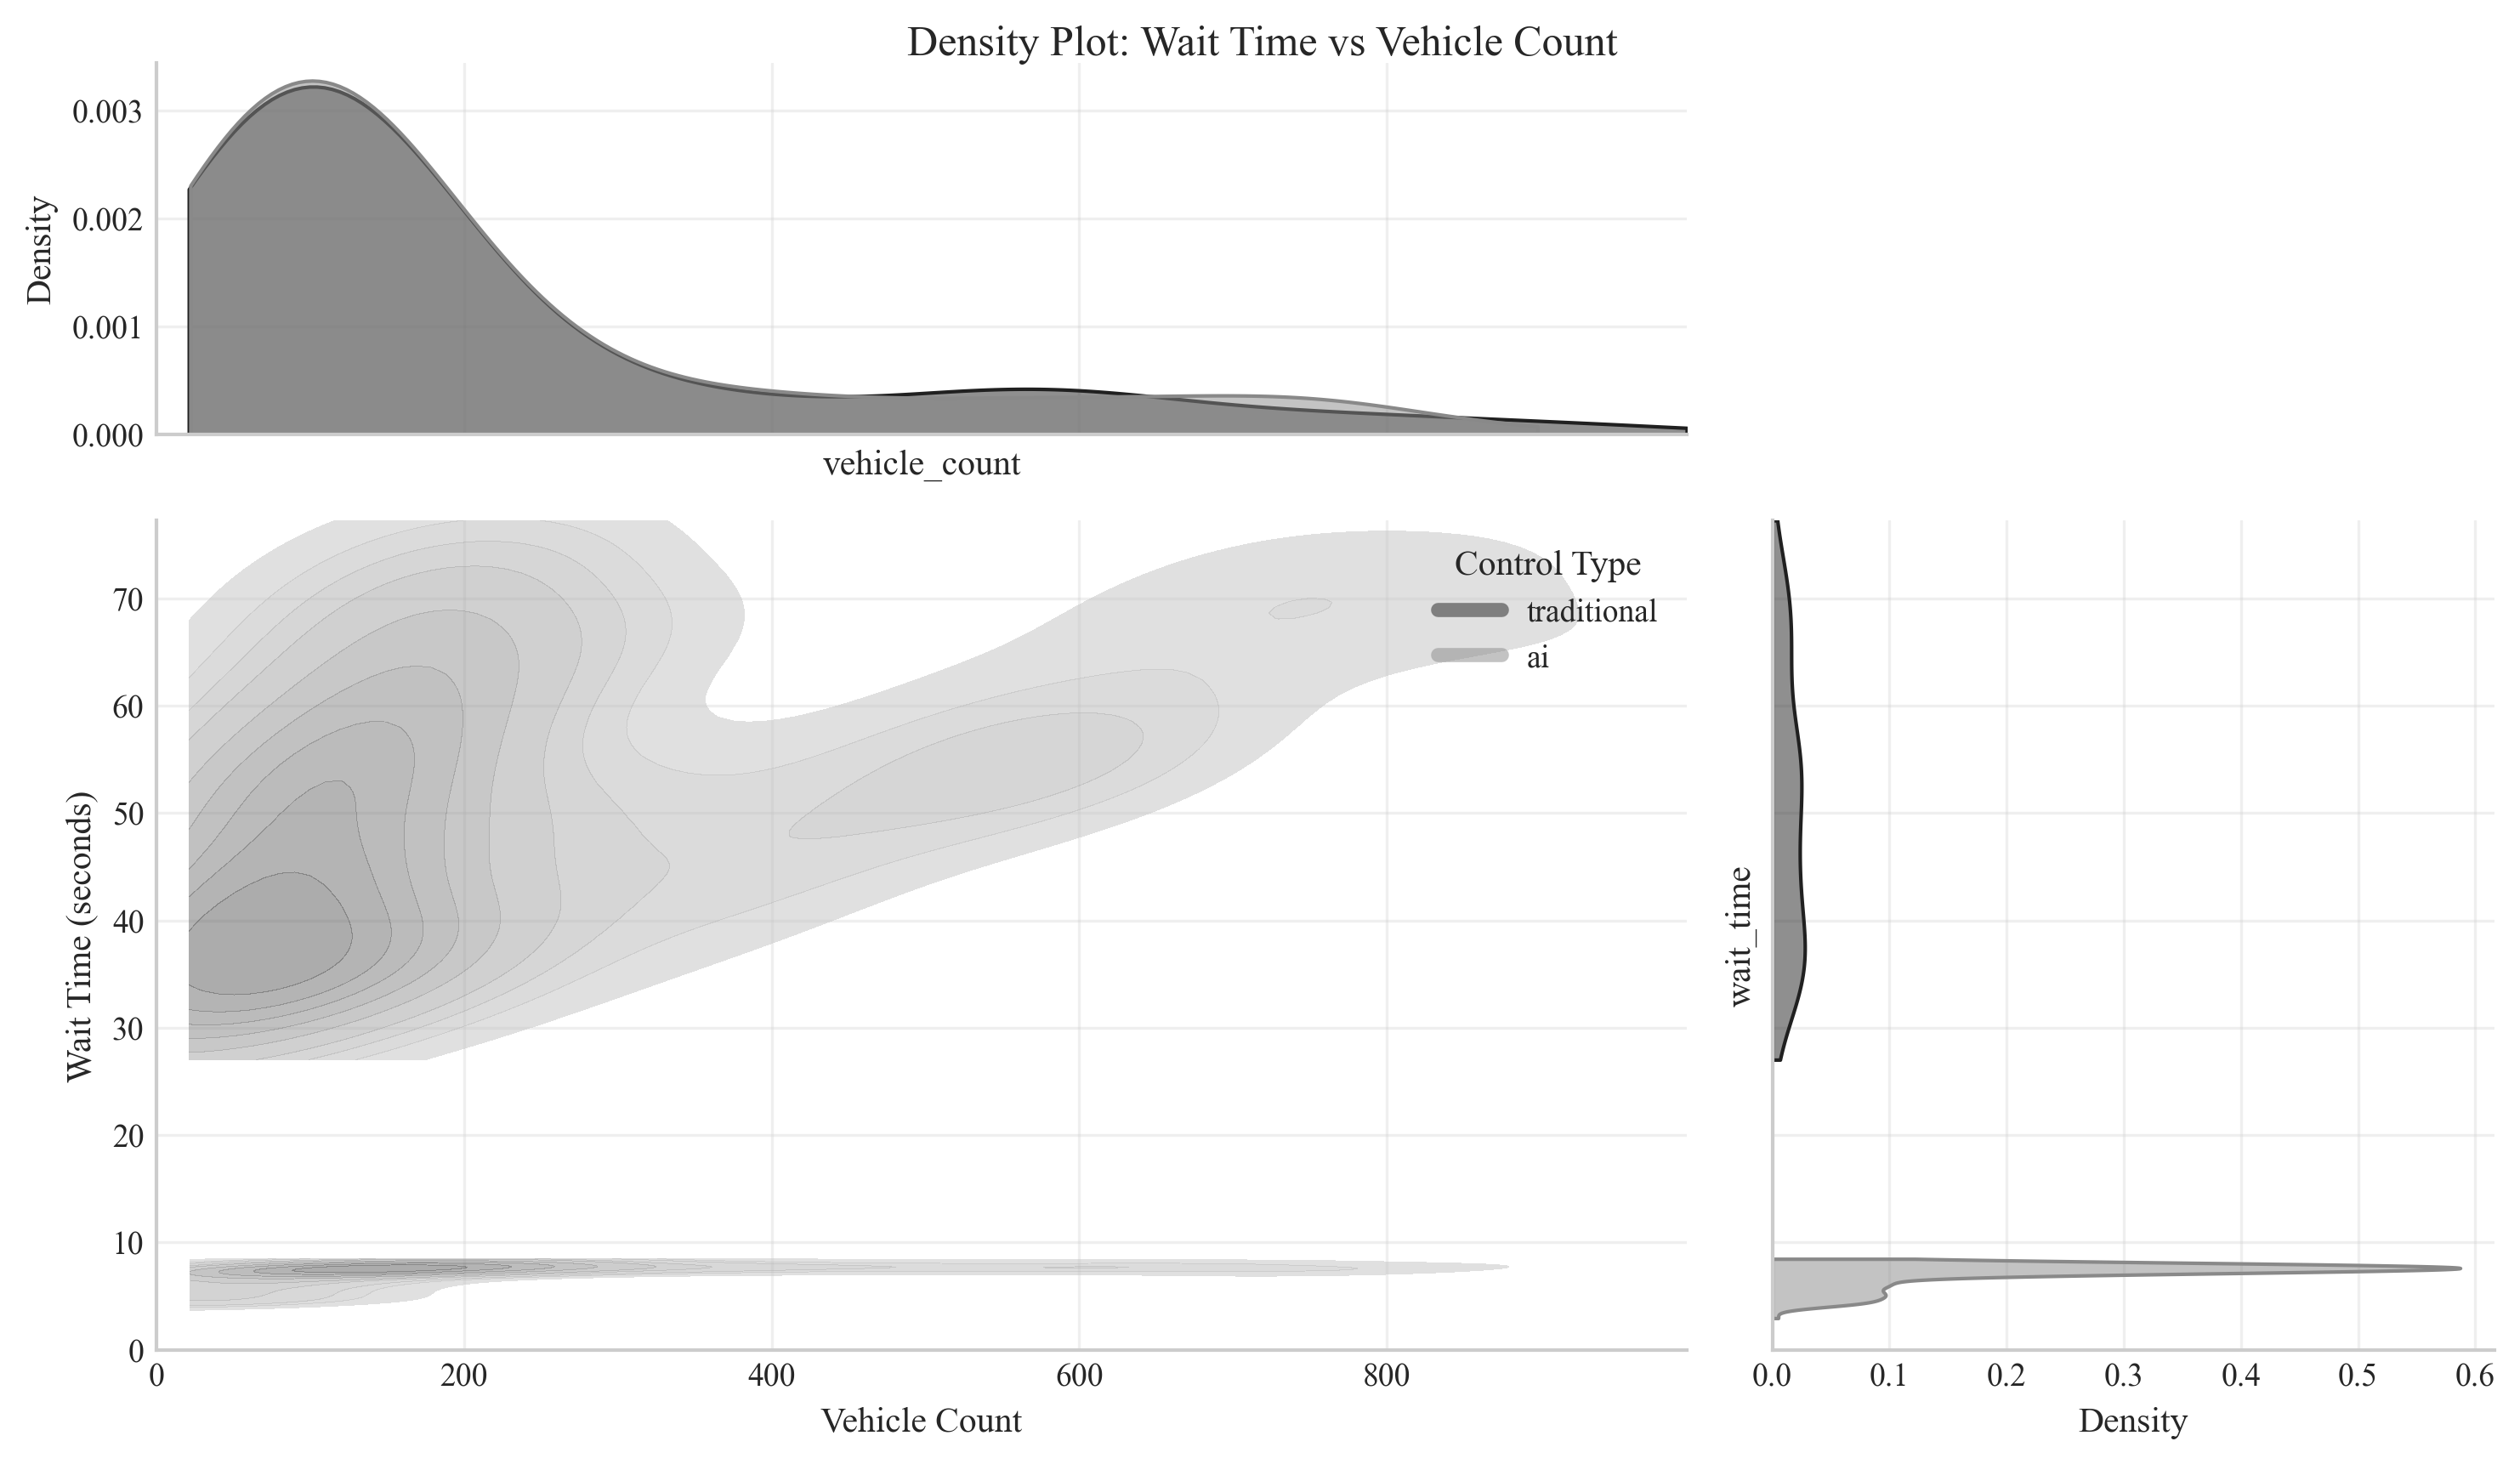 Density Plot: Wait Time vs Vehicle Count
0.003
0.002
0.001
0.000
Density
vehicle_count
Control Type
traditional
ai
70
60
50
40
30
20
10
0
Wait Time (seconds)
0 200 400 600 800
Vehicle Count
wait_time
0.0 0.1 0.2 0.3 0.4 0.5 0.6
Density